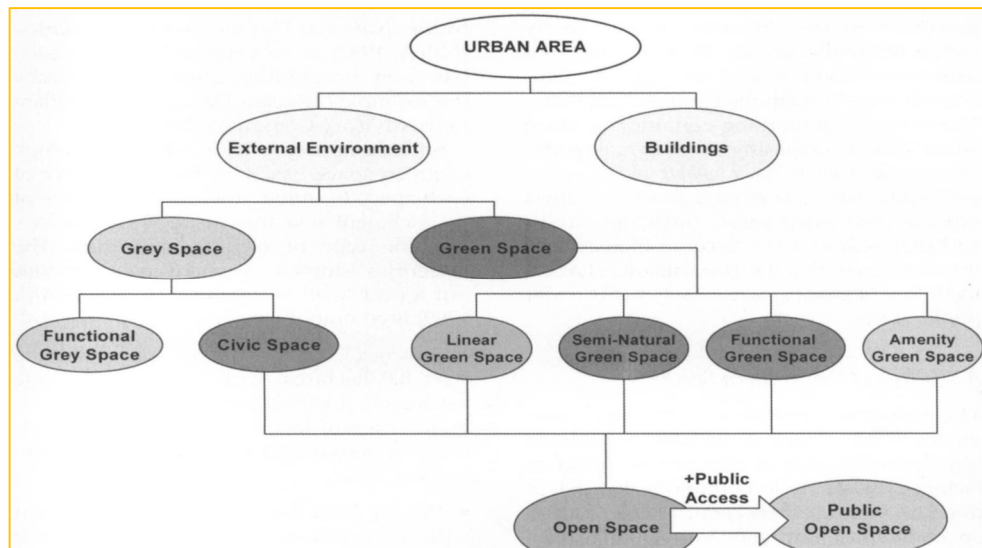 URBAN AREA
External Environment
Buildings
Grey Space
Green Space
Functional
Grey Space
Civic Space
Linear
Green Space
Semi-Natural
Green Space
Functional
Green Space
Amenity
Green Space
+Public
Access
Open Space
Public
Open Space